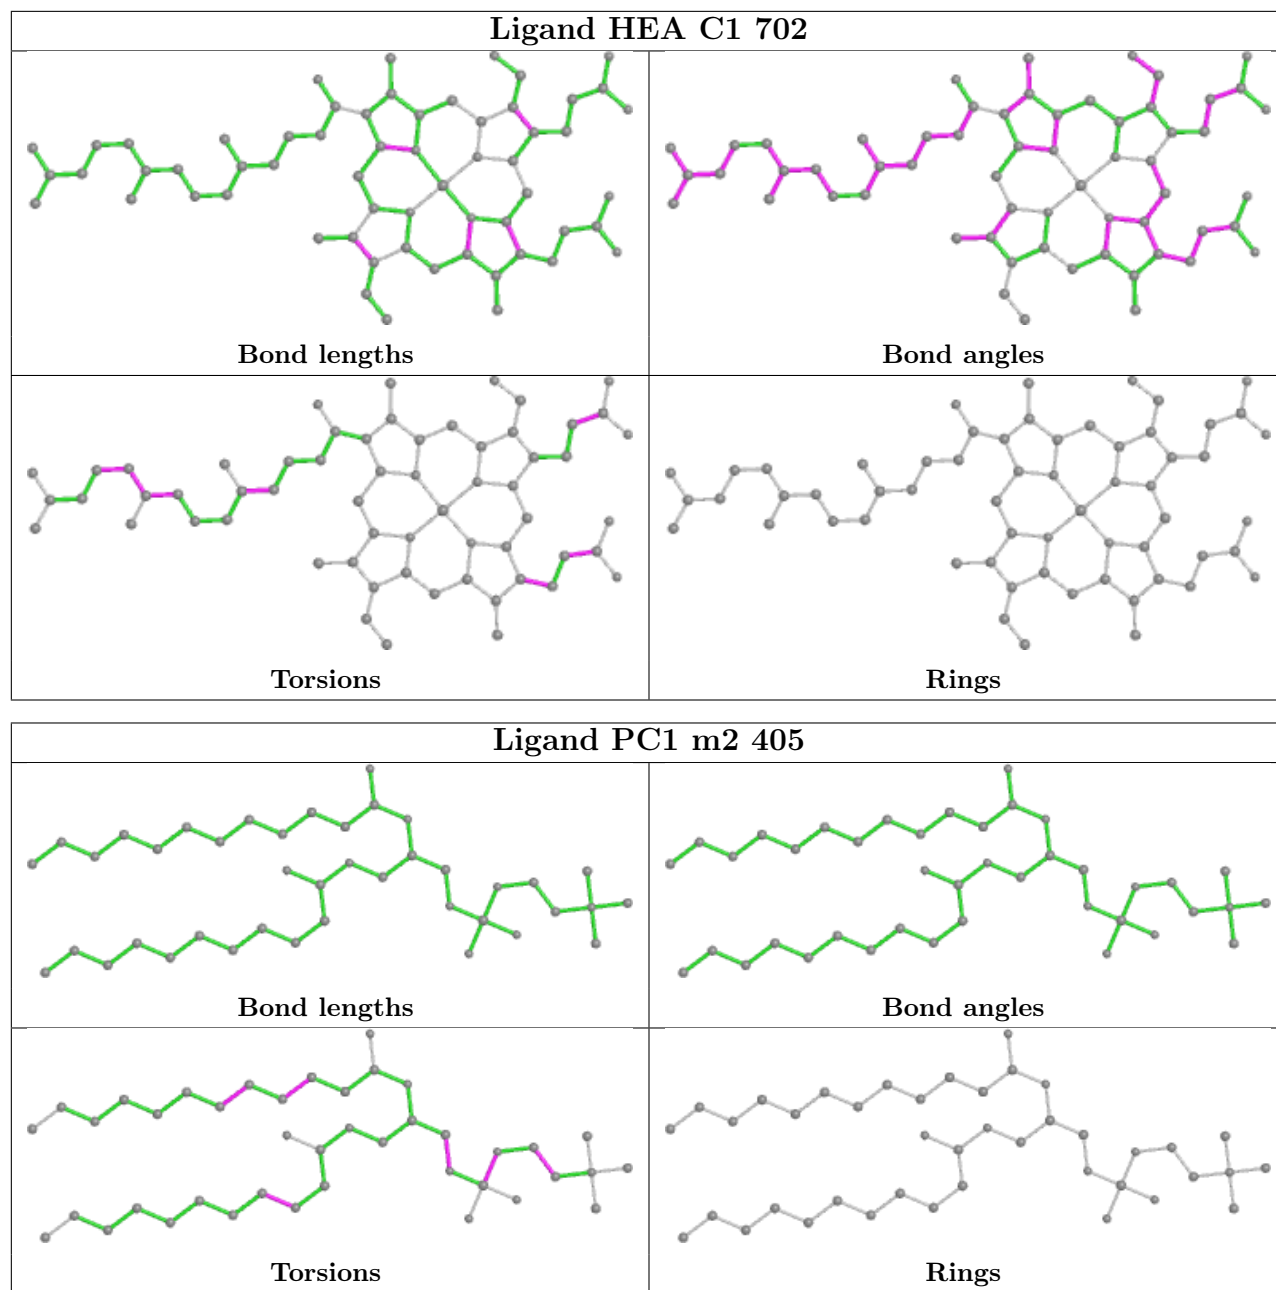 Ligand HEA C1 702
Bond lengths
Bond angles
Torsions
Rings
Ligand PC1 m2 405
Bond lengths
Bond angles
Torsions
Rings